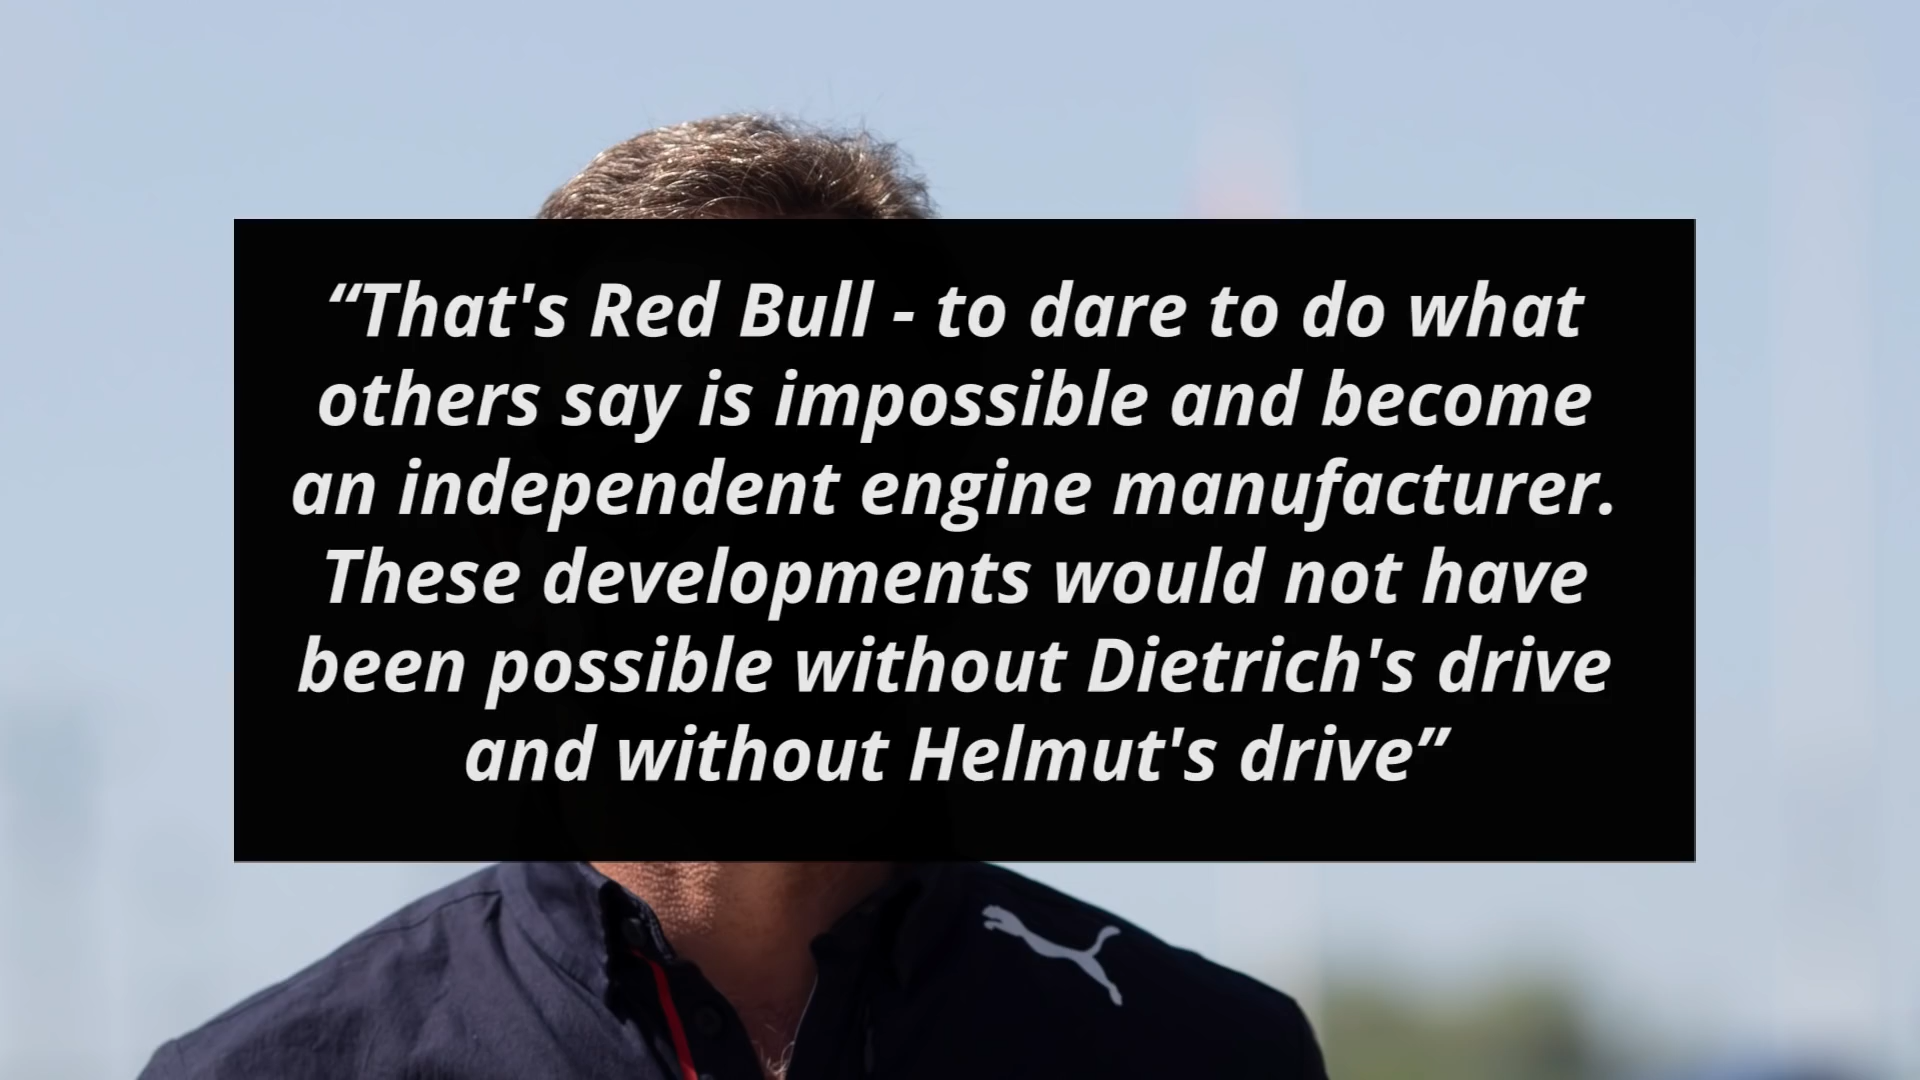 “That's Red Bull - to dare to do what
others say is impossible and become
an independent engine manufacturer.
These developments would not have
been possible without Dietrich's drive
and without Helmut's drive”